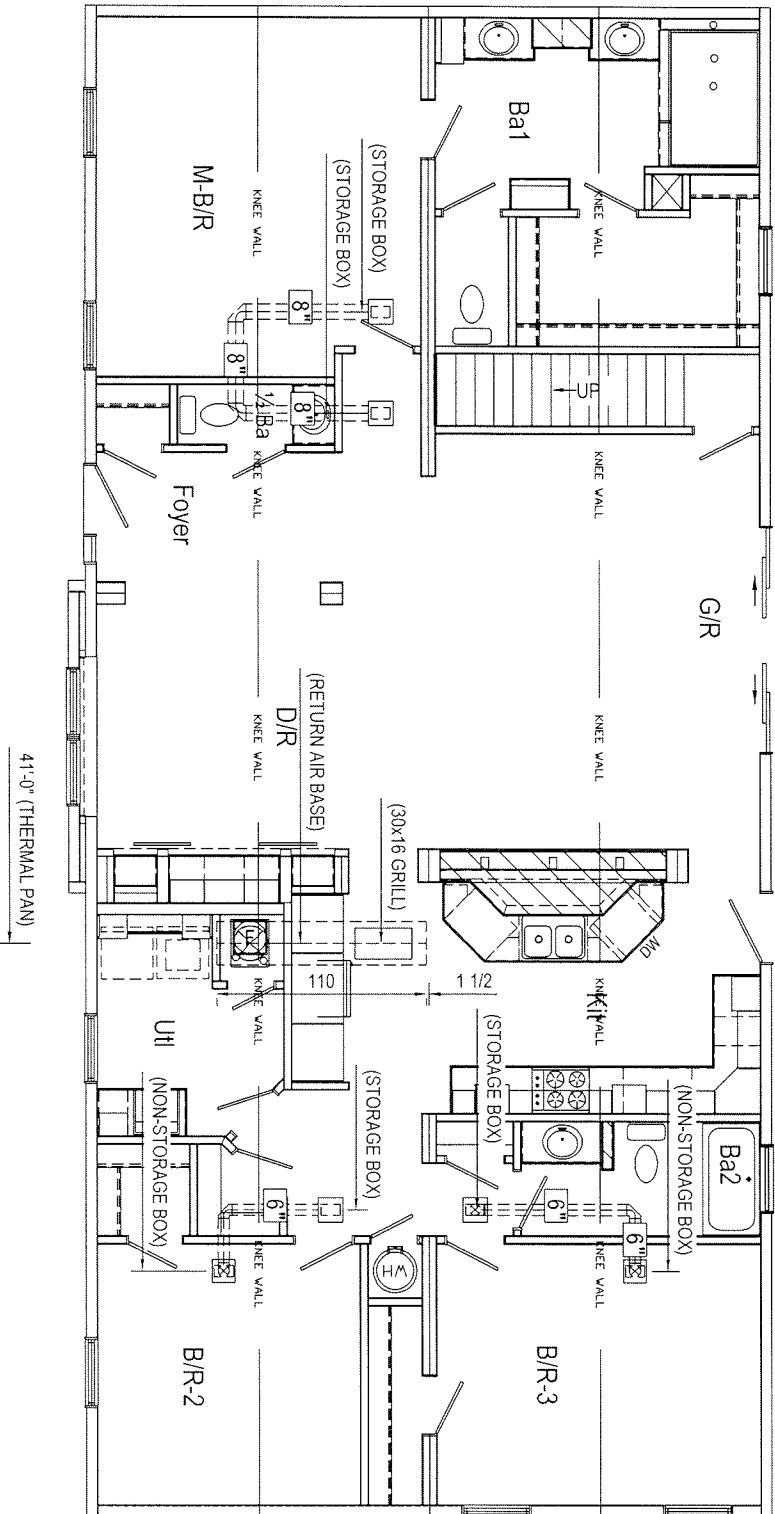 Ba2
G/R
(NON-STORAGE BOX)
DW
6"
KNEE WALL
KNEE WALL
Kit
KNEE WALL
UP
6"
B/R-3
Ba1
(STORAGE BOX)
1 1/2
(30x16 GRILL)
WH
(STORAGE BOX)
(STORAGE BOX)
(STORAGE BOX)
110
(RETURN AIR BASE)
8"
8"
D/R
6"
KNEE WALL
½ Ba
KNEE WALL
KNEE WALL
KNEE WALL
KNEE WALL
F
8"
M-B/R
Foyer
B/R-2
Utl
(NON-STORAGE BOX)
41'-0" (THERMAL PAN)